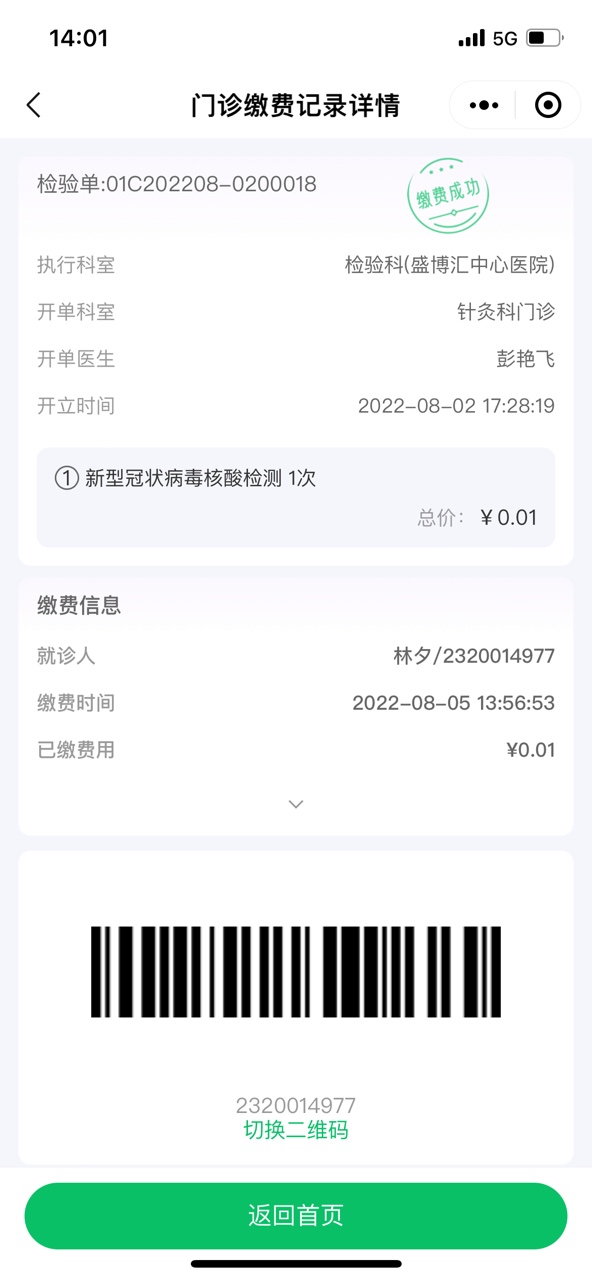 14:01
5G
门诊缴费记录详情
检验单:01C202208-0200018
缴费成功
执行科室 检验科(盛博汇中心医院)
开单科室 针灸科门诊
开单医生 彭艳飞
开立时间 2022-08-02 17:28:19
① 新型冠状病毒核酸检测 1次
总价: ¥0.01
缴费信息
就诊人 林夕/2320014977
缴费时间 2022-08-05 13:56:53
已缴费用 ¥0.01
2320014977
切换二维码
返回首页